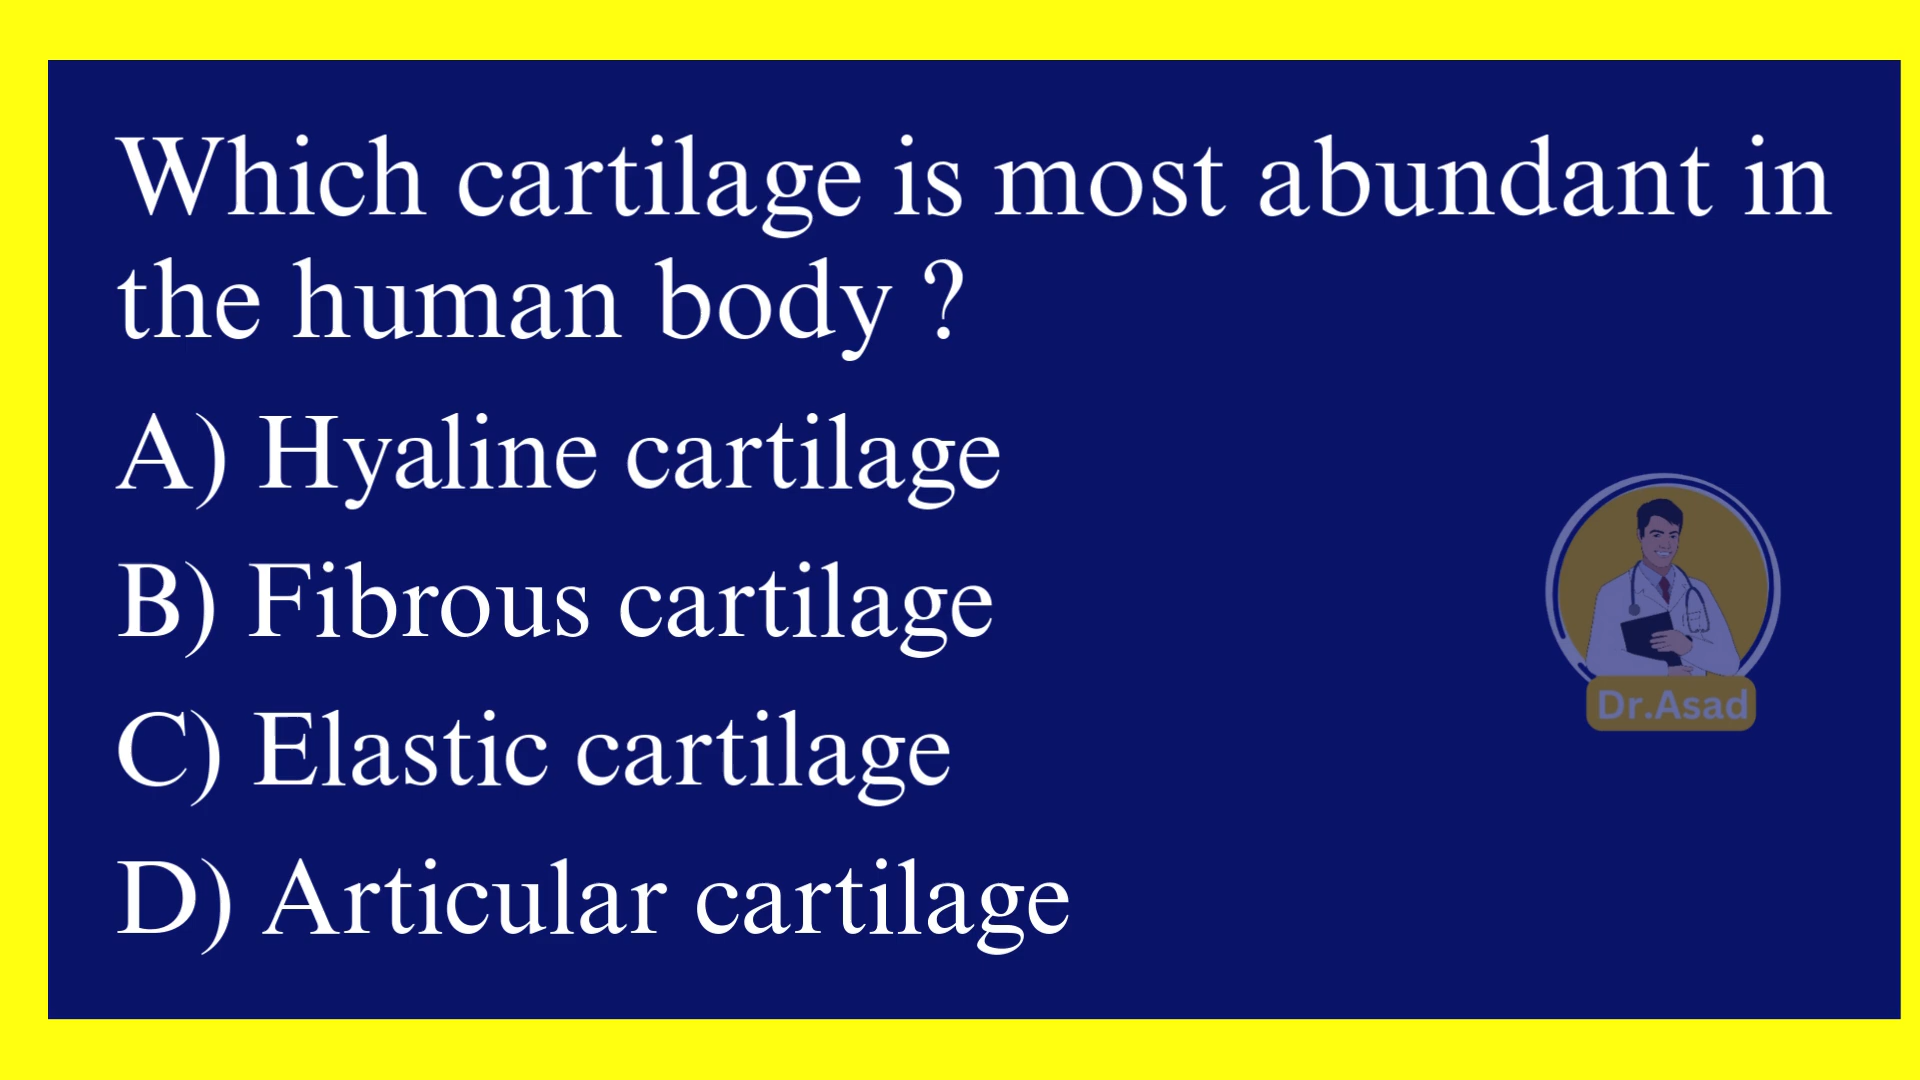 Which cartilage is most abundant in
the human body ?
A) Hyaline cartilage
B) Fibrous cartilage
C) Elastic cartilage
D) Articular cartilage
Dr.Asad